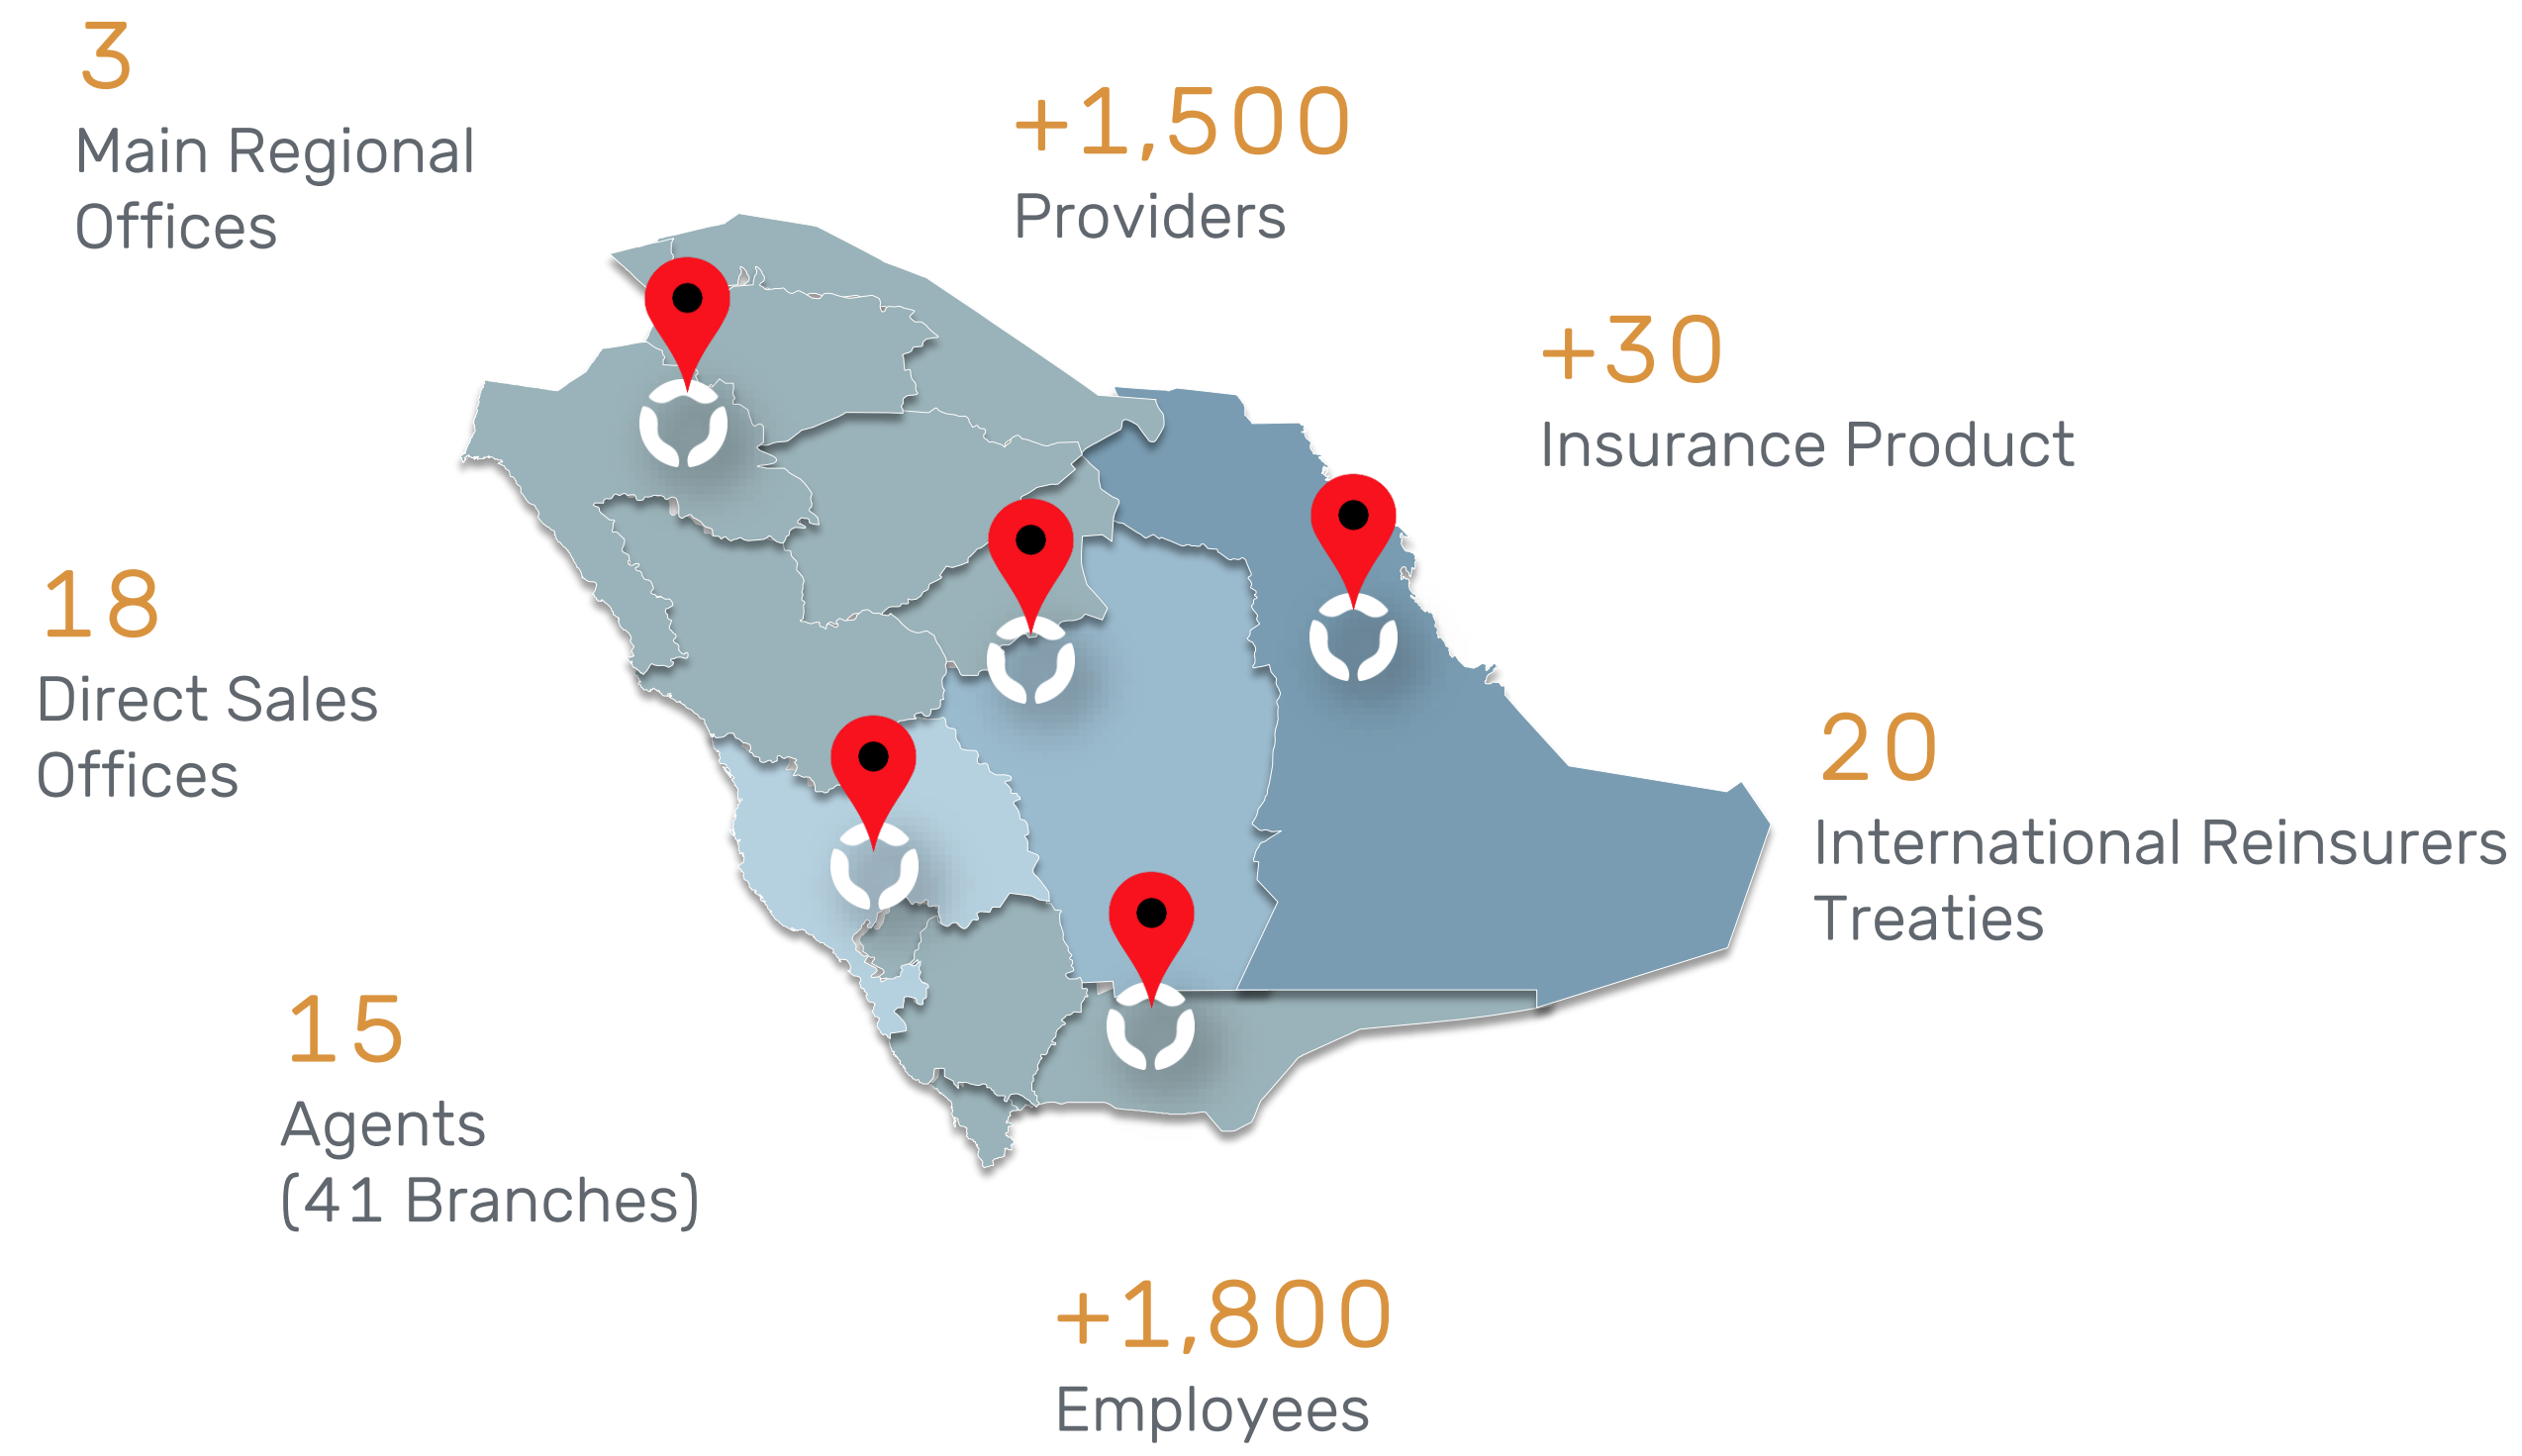 3
Main Regional
Offices
+1,500
Providers
+30
Insurance Product
18
Direct Sales
Offices
20
International Reinsurers
Treaties
15
Agents
(41 Branches)
+1,800
Employees